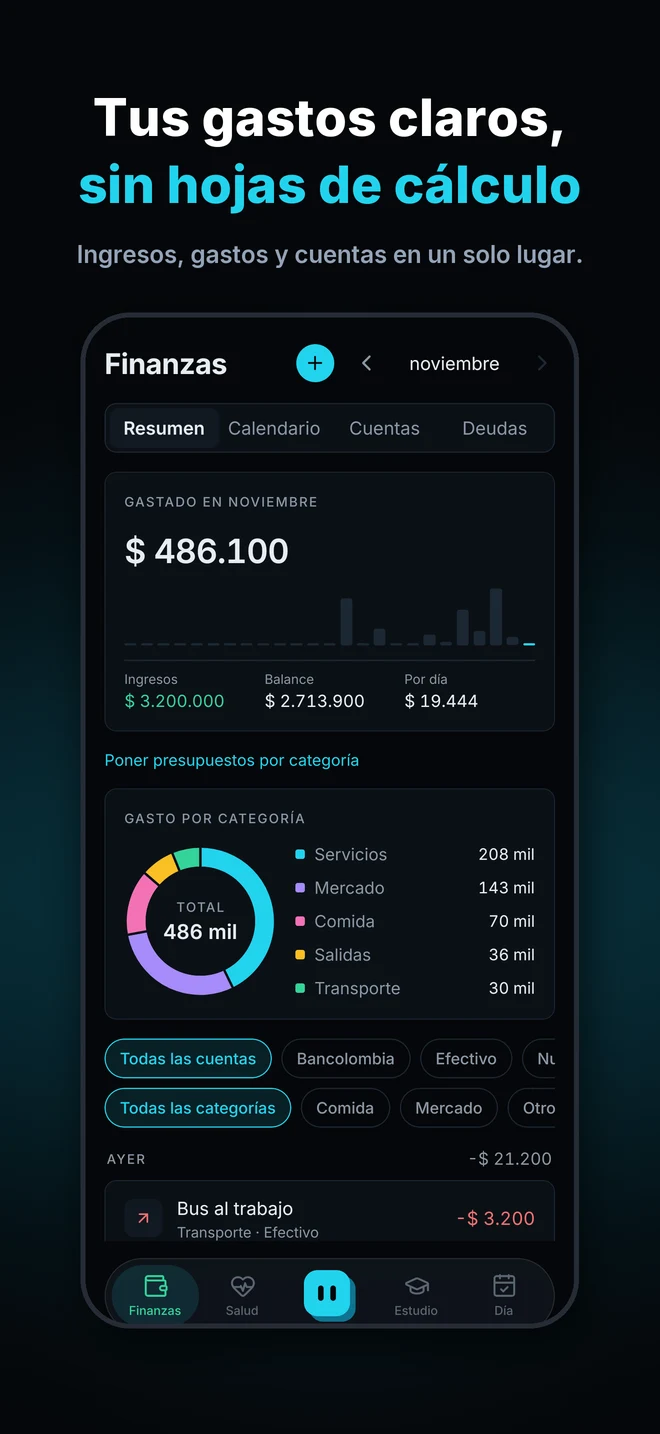 Tus gastos claros,
sin hojas de cálculo
Ingresos, gastos y cuentas en un solo lugar.
Finanzas
noviembre
Resumen Calendario Cuentas Deudas
GASTADO EN NOVIEMBRE
$ 486.100
Ingresos Balance Por día
$ 3.200.000 $ 2.713.900 $ 19.444
Poner presupuestos por categoría
GASTO POR CATEGORÍA
TOTAL
486 mil
Servicios 208 mil
Mercado 143 mil
Comida 70 mil
Salidas 36 mil
Transporte 30 mil
Todas las cuentas Bancolombia Efectivo Nu
Todas las categorías Comida Mercado Otro
AYER -$ 21.200
Bus al trabajo -$ 3.200
Transporte · Efectivo
Finanzas Salud Estudio Día